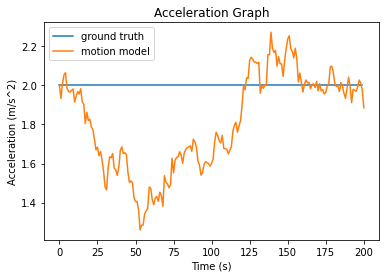 Acceleration Graph
ground truth
motion model
Acceleration (m/s^2)
2.2
2.0
1.8
1.6
1.4
0 25 50 75 100 125 150 175 200
Time (s)